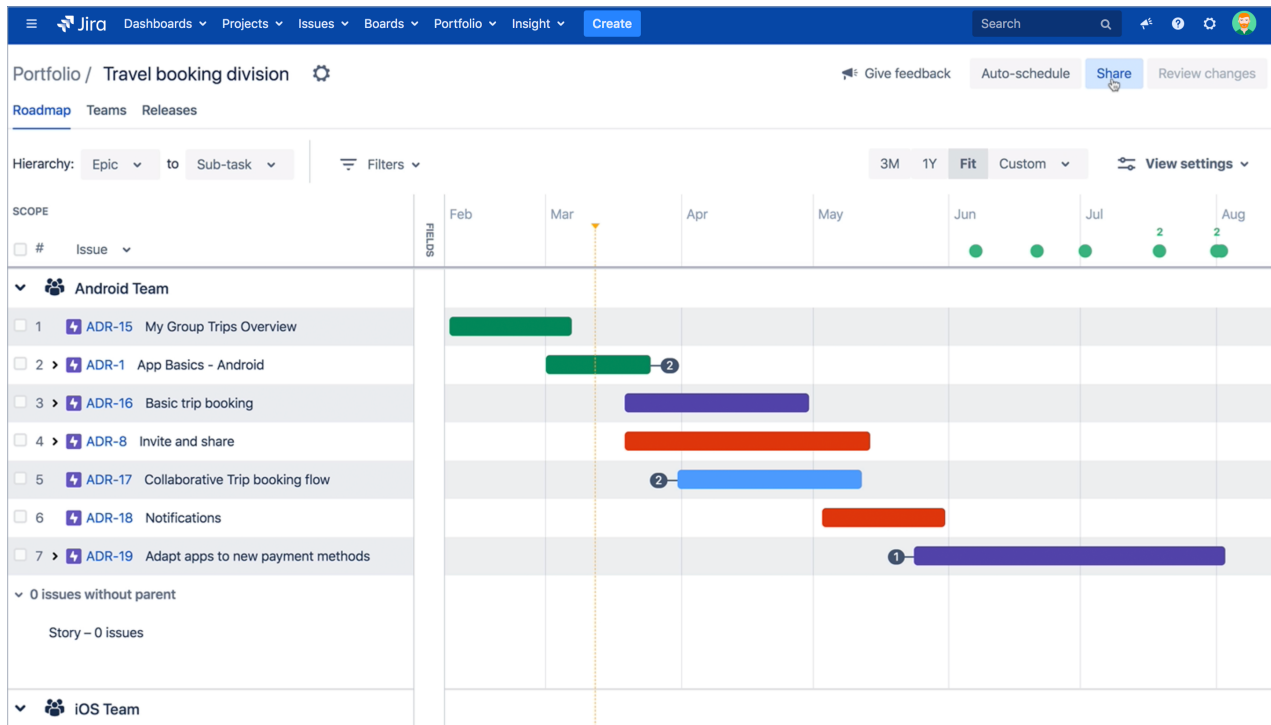 Jira Dashboards Projects Issues Boards Portfolio Insight Create Search
Portfolio / Travel booking division Give feedback Auto-schedule Share Review changes
Roadmap Teams Releases
Hierarchy: Epic to Sub-task Filters 3M 1Y Fit Custom View settings
SCOPE FIELDS Feb Mar Apr May Jun Jul Aug
2 2
# Issue
Android Team
1 ADR-15 My Group Trips Overview
2 ADR-1 App Basics - Android 2
3 ADR-16 Basic trip booking
4 ADR-8 Invite and share
5 ADR-17 Collaborative Trip booking flow 2
6 ADR-18 Notifications
7 ADR-19 Adapt apps to new payment methods 1
0 issues without parent
Story – 0 issues
iOS Team